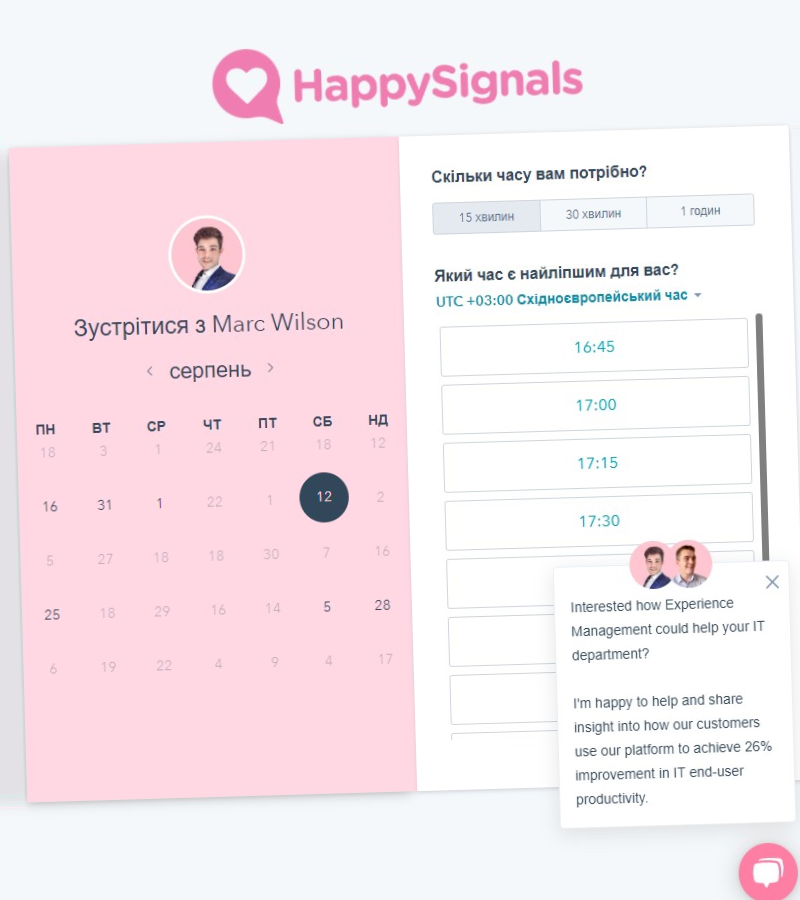 HappySignals
Зустрітися з Marc Wilson
серпень
ПН ВТ СР ЧТ ПТ СБ НД
18 3 1 24 21 18 12
16 31 1 22 1 12 2
5 27 18 18 30 7 16
25 18 29 16 14 5 28
6 19 22 4 9 4 17
Скільки часу вам потрібно?
15 хвилин 30 хвилин 1 годин
Який час є найліпшим для вас?
UTC +03:00 Східноєвропейський час
16:45
17:00
17:15
17:30
Interested how Experience
Management could help your IT
department?
I'm happy to help and share
insight into how our customers
use our platform to achieve 26%
improvement in IT end-user
productivity.